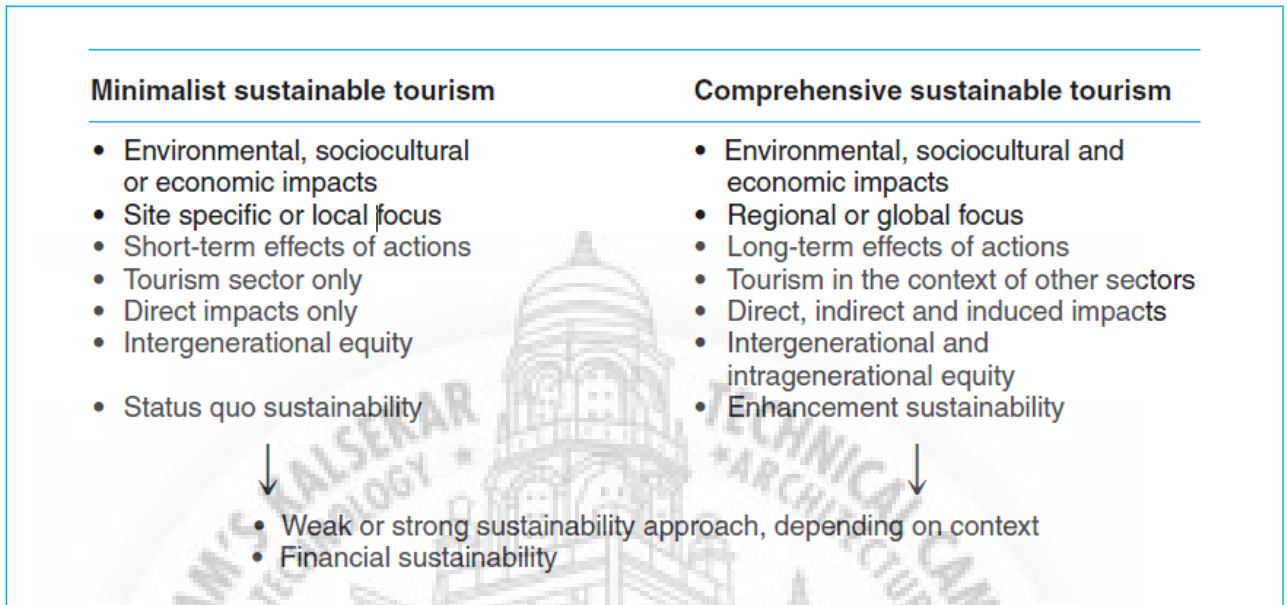 Minimalist sustainable tourism
Comprehensive sustainable tourism
• Environmental, sociocultural
or economic impacts
• Site specific or local focus
• Short-term effects of actions
• Tourism sector only
• Direct impacts only
• Intergenerational equity
• Status quo sustainability
• Environmental, sociocultural and
economic impacts
• Regional or global focus
• Long-term effects of actions
• Tourism in the context of other sectors
• Direct, indirect and induced impacts
• Intergenerational and
intragenerational equity
• Enhancement sustainability
• Weak or strong sustainability approach, depending on context
• Financial sustainability
KALSEKAR
TECHNICAL